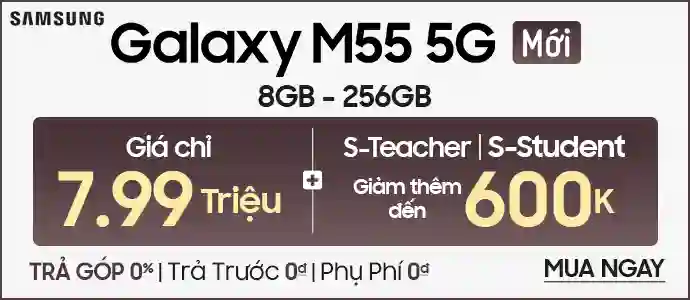 SAMSUNG
Galaxy M55 5G Mới
8GB - 256GB
Giá chỉ
7.99 Triệu
+
S-Teacher | S-Student
Giảm thêm đến 600K
TRẢ GÓP 0% | Trả Trước 0đ | Phụ Phí 0đ
MUA NGAY